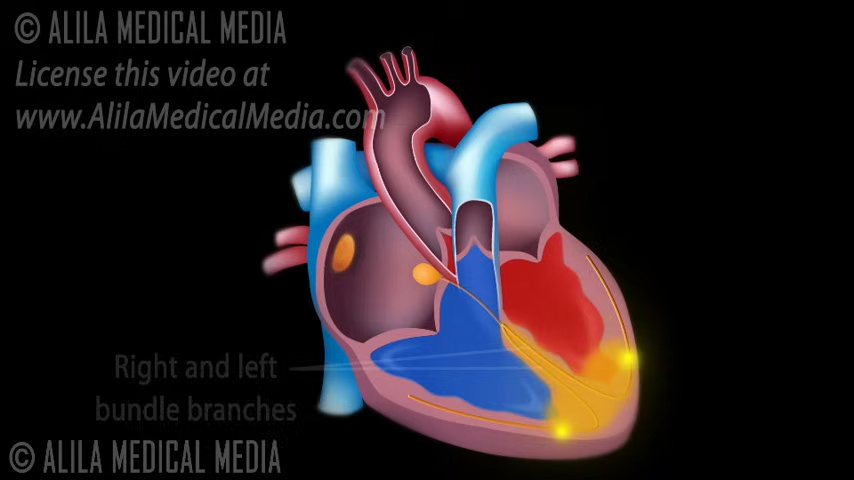 © ALILA MEDICAL MEDIA
License this video at
www.AlilaMedicalMedia.com
Right and left
bundle branches
© ALILA MEDICAL MEDIA